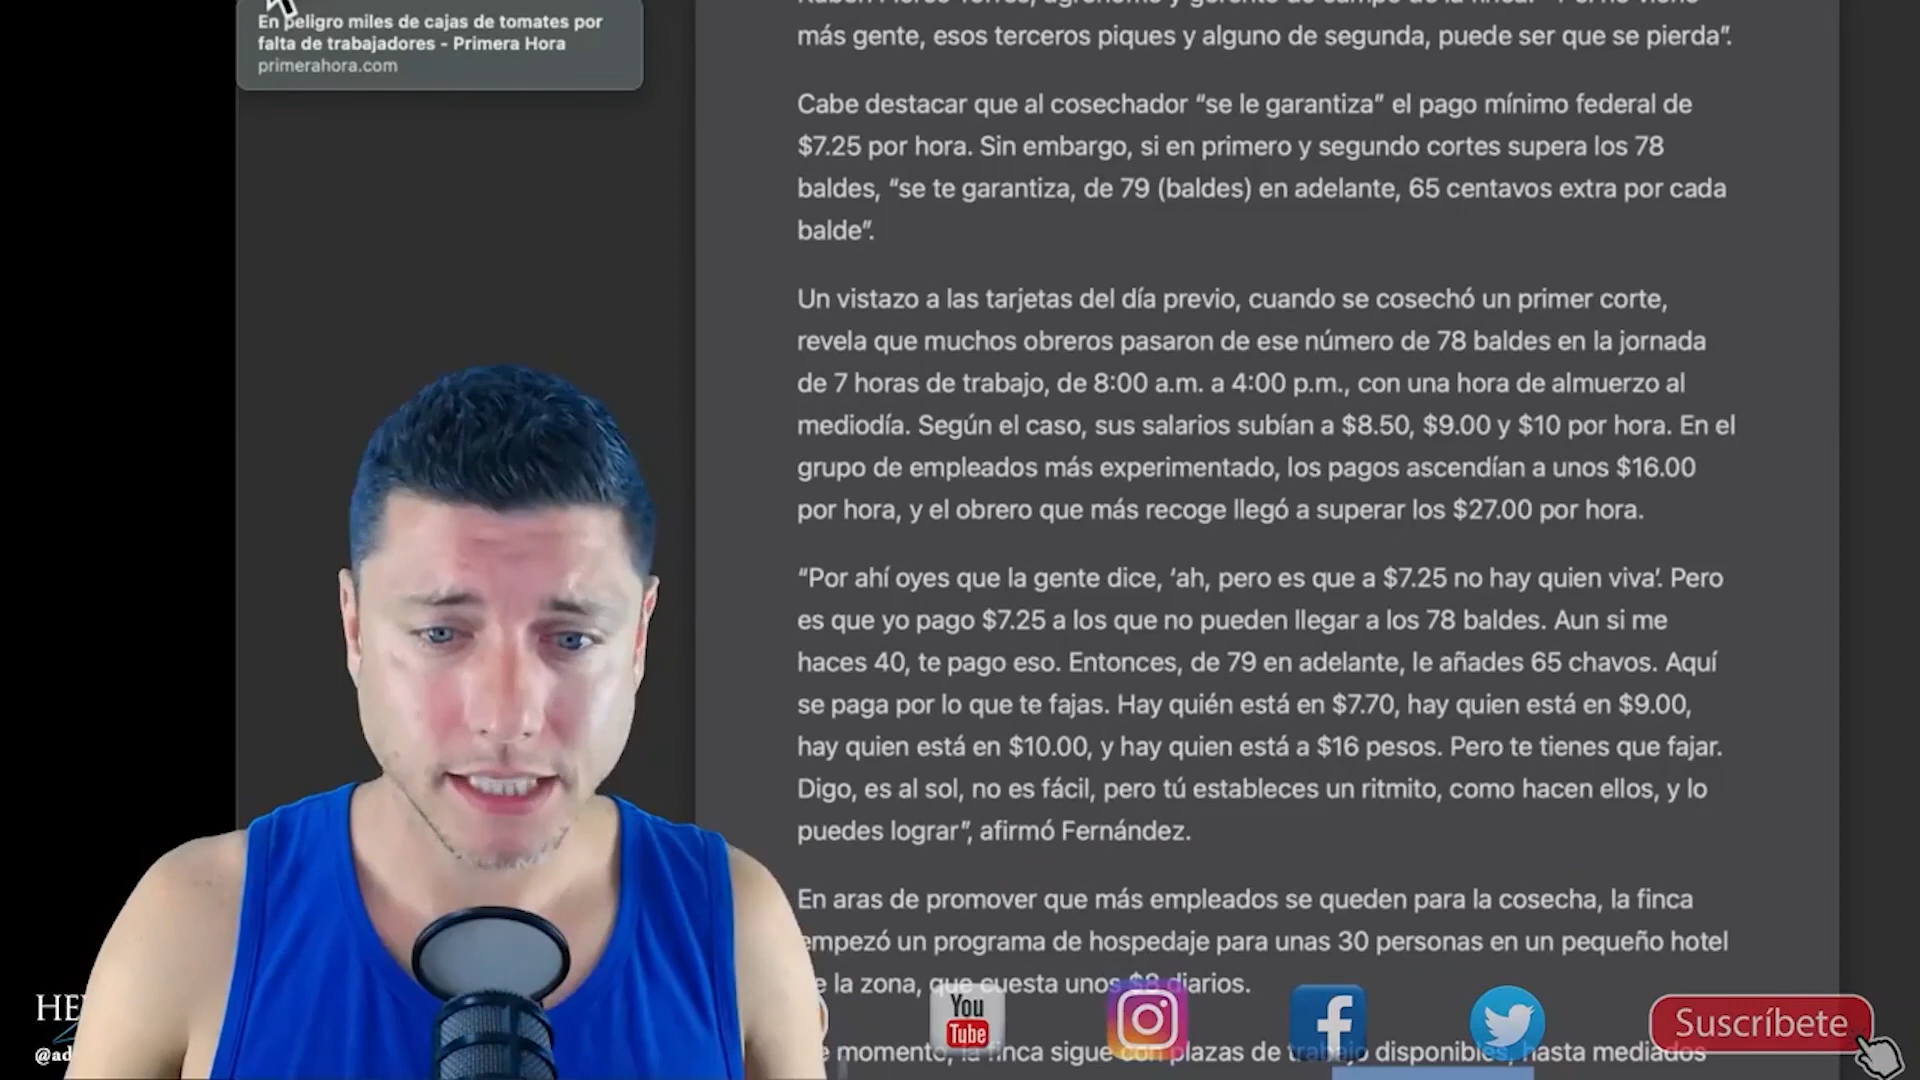 En peligro miles de cajas de tomates por
falta de trabajadores - Primera Hora
primerahora.com
más gente, esos terceros piques y alguno de segunda, puede ser que se pierda”.
Cabe destacar que al cosechador “se le garantiza” el pago mínimo federal de
$7.25 por hora. Sin embargo, si en primero y segundo cortes supera los 78
baldes, “se te garantiza, de 79 (baldes) en adelante, 65 centavos extra por cada
balde”.
Un vistazo a las tarjetas del día previo, cuando se cosechó un primer corte,
revela que muchos obreros pasaron de ese número de 78 baldes en la jornada
de 7 horas de trabajo, de 8:00 a.m. a 4:00 p.m., con una hora de almuerzo al
mediodía. Según el caso, sus salarios subían a $8.50, $9.00 y $10 por hora. En el
grupo de empleados más experimentado, los pagos ascendían a unos $16.00
por hora, y el obrero que más recoge llegó a superar los $27.00 por hora.
“Por ahí oyes que la gente dice, ‘ah, pero es que a $7.25 no hay quien viva’. Pero
es que yo pago $7.25 a los que no pueden llegar a los 78 baldes. Aun si me
haces 40, te pago eso. Entonces, de 79 en adelante, le añades 65 chavos. Aquí
se paga por lo que te fajas. Hay quién está en $7.70, hay quien está en $9.00,
hay quien está en $10.00, y hay quien está a $16 pesos. Pero te tienes que fajar.
Digo, es al sol, no es fácil, pero tú estableces un ritmito, como hacen ellos, y lo
puedes lograr”, afirmó Fernández.
En aras de promover que más empleados se queden para la cosecha, la finca
empezó un programa de hospedaje para unas 30 personas en un pequeño hotel
la zona, que cuesta unos $8 diarios.
momento, la finca sigue con plazas de trabajo disponibles, hasta mediados
HE
@ad
You
Tube
Suscríbete